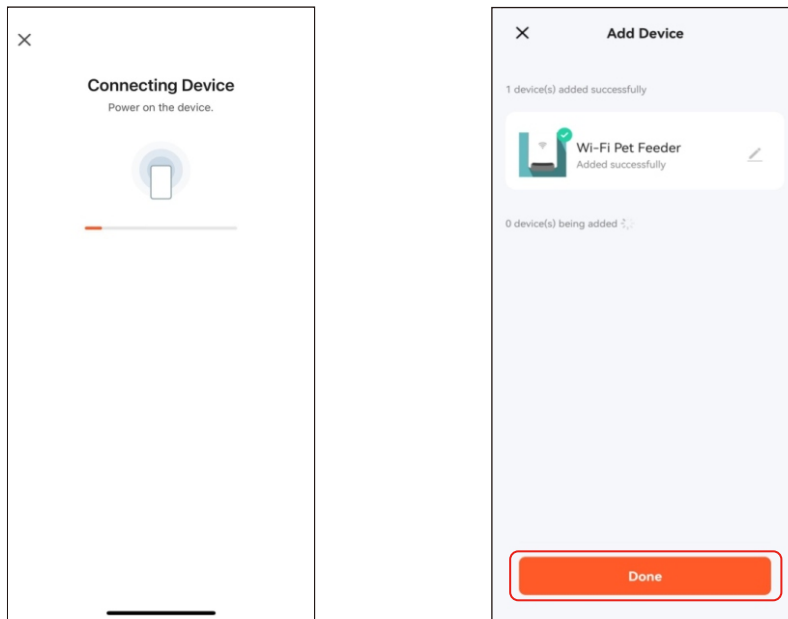 Connecting Device
Power on the device.
Add Device
1 device(s) added successfully
Wi-Fi Pet Feeder
Added successfully
0 device(s) being added
Done